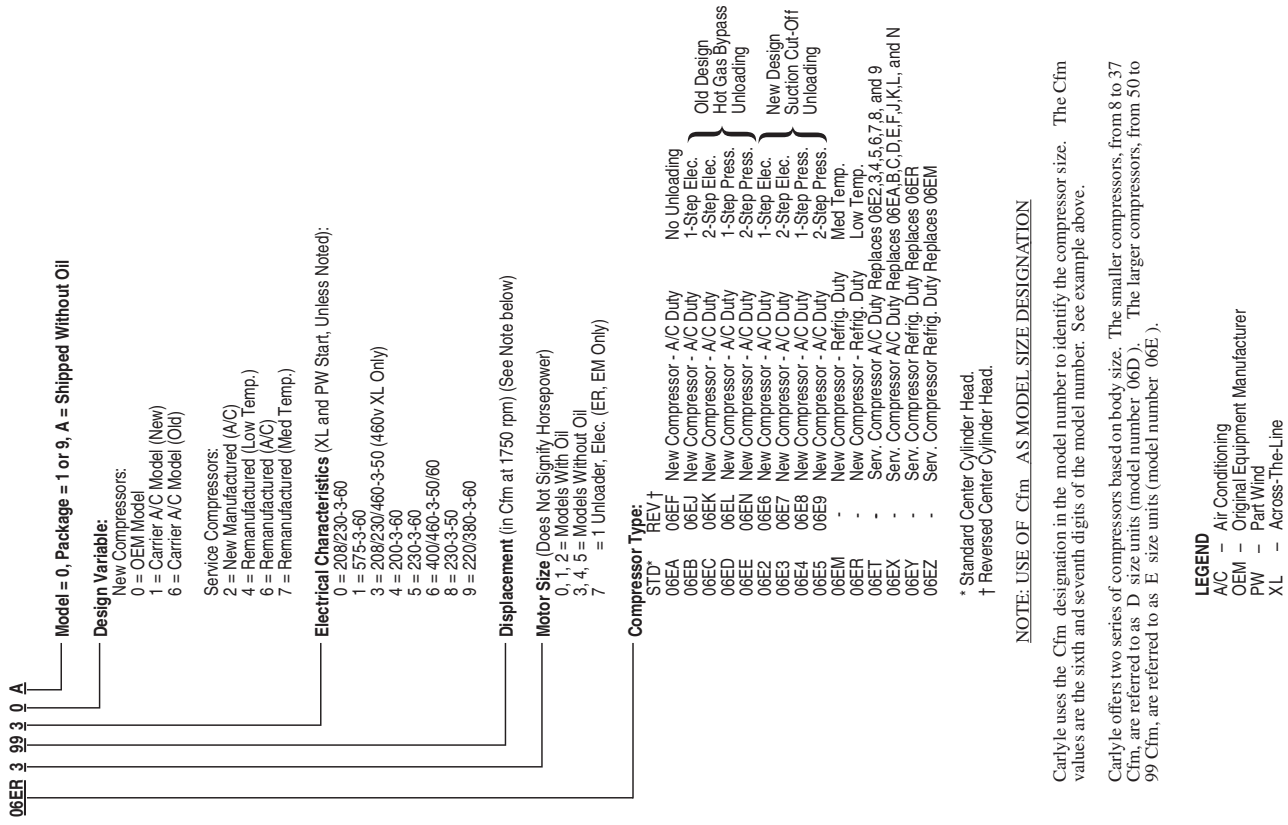 06ER 3 99 3 0 A
Model = 0, Package = 1 or 9, A = Shipped Without Oil
Design Variable:
New Compressors:
0 = OEM Model
1 = Carrier A/C Model (New)
6 = Carrier A/C Model (Old)
Service Compressors:
2 = New Manufactured (A/C)
4 = Remanufactured (Low Temp.)
6 = Remanufactured (A/C)
7 = Remanufactured (Med Temp.)
Electrical Characteristics (XL and PW Start, Unless Noted):
0 = 208/230-3-60
1 = 575-3-60
3 = 208/230/460-3-50 (460v XL Only)
4 = 200-3-60
5 = 230-3-60
6 = 400/460-3-50/60
8 = 230-3-50
9 = 220/380-3-60
Displacement (in Cfm at 1750 rpm) (See Note below)
Motor Size (Does Not Signify Horsepower)
0, 1, 2 = Models With Oil
3, 4, 5 = Models Without Oil
7 = 1 Unloader, Elec. (ER, EM Only)
Compressor Type:
STD* REV†
06EA 06EF New Compressor - A/C Duty No Unloading
06EB 06EJ New Compressor - A/C Duty 1-Step Elec.
06EC 06EK New Compressor - A/C Duty 2-Step Elec.
06ED 06EL New Compressor - A/C Duty 1-Step Press.
06EE 06EN New Compressor - A/C Duty 2-Step Press.
Old Design
Hot Gas Bypass
Unloading
06E2 06E6 New Compressor - A/C Duty 1-Step Elec.
06E3 06E7 New Compressor - A/C Duty 2-Step Elec.
06E4 06E8 New Compressor - A/C Duty 1-Step Press.
06E5 06E9 New Compressor - A/C Duty 2-Step Press.
New Design
Suction Cut-Off
Unloading
06EM - New Compressor - Refrig. Duty Med Temp.
06ER - New Compressor - Refrig. Duty Low Temp.
06ET - Serv. Compressor A/C Duty Replaces 06E2,3,4,5,6,7,8, and 9
06EX - Serv. Compressor A/C Duty Replaces 06EA,B,C,D,E,F,J,K,L, and N
06EY - Serv. Compressor Refrig. Duty Replaces 06ER
06EZ - Serv. Compressor Refrig. Duty Replaces 06EM
* Standard Center Cylinder Head.
† Reversed Center Cylinder Head.
NOTE: USE OF Cfm AS MODEL SIZE DESIGNATION
Carlyle uses the Cfm designation in the model number to identify the compressor size. The Cfm
values are the sixth and seventh digits of the model number. See example above.
Carlyle offers two series of compressors based on body size. The smaller compressors, from 8 to 37
Cfm, are referred to as D size units (model number 06D ). The larger compressors, from 50 to
99 Cfm, are referred to as E size units (model number 06E ).
LEGEND
A/C – Air Conditioning
OEM – Original Equipment Manufacturer
PW – Part Wind
XL – Across-The-Line